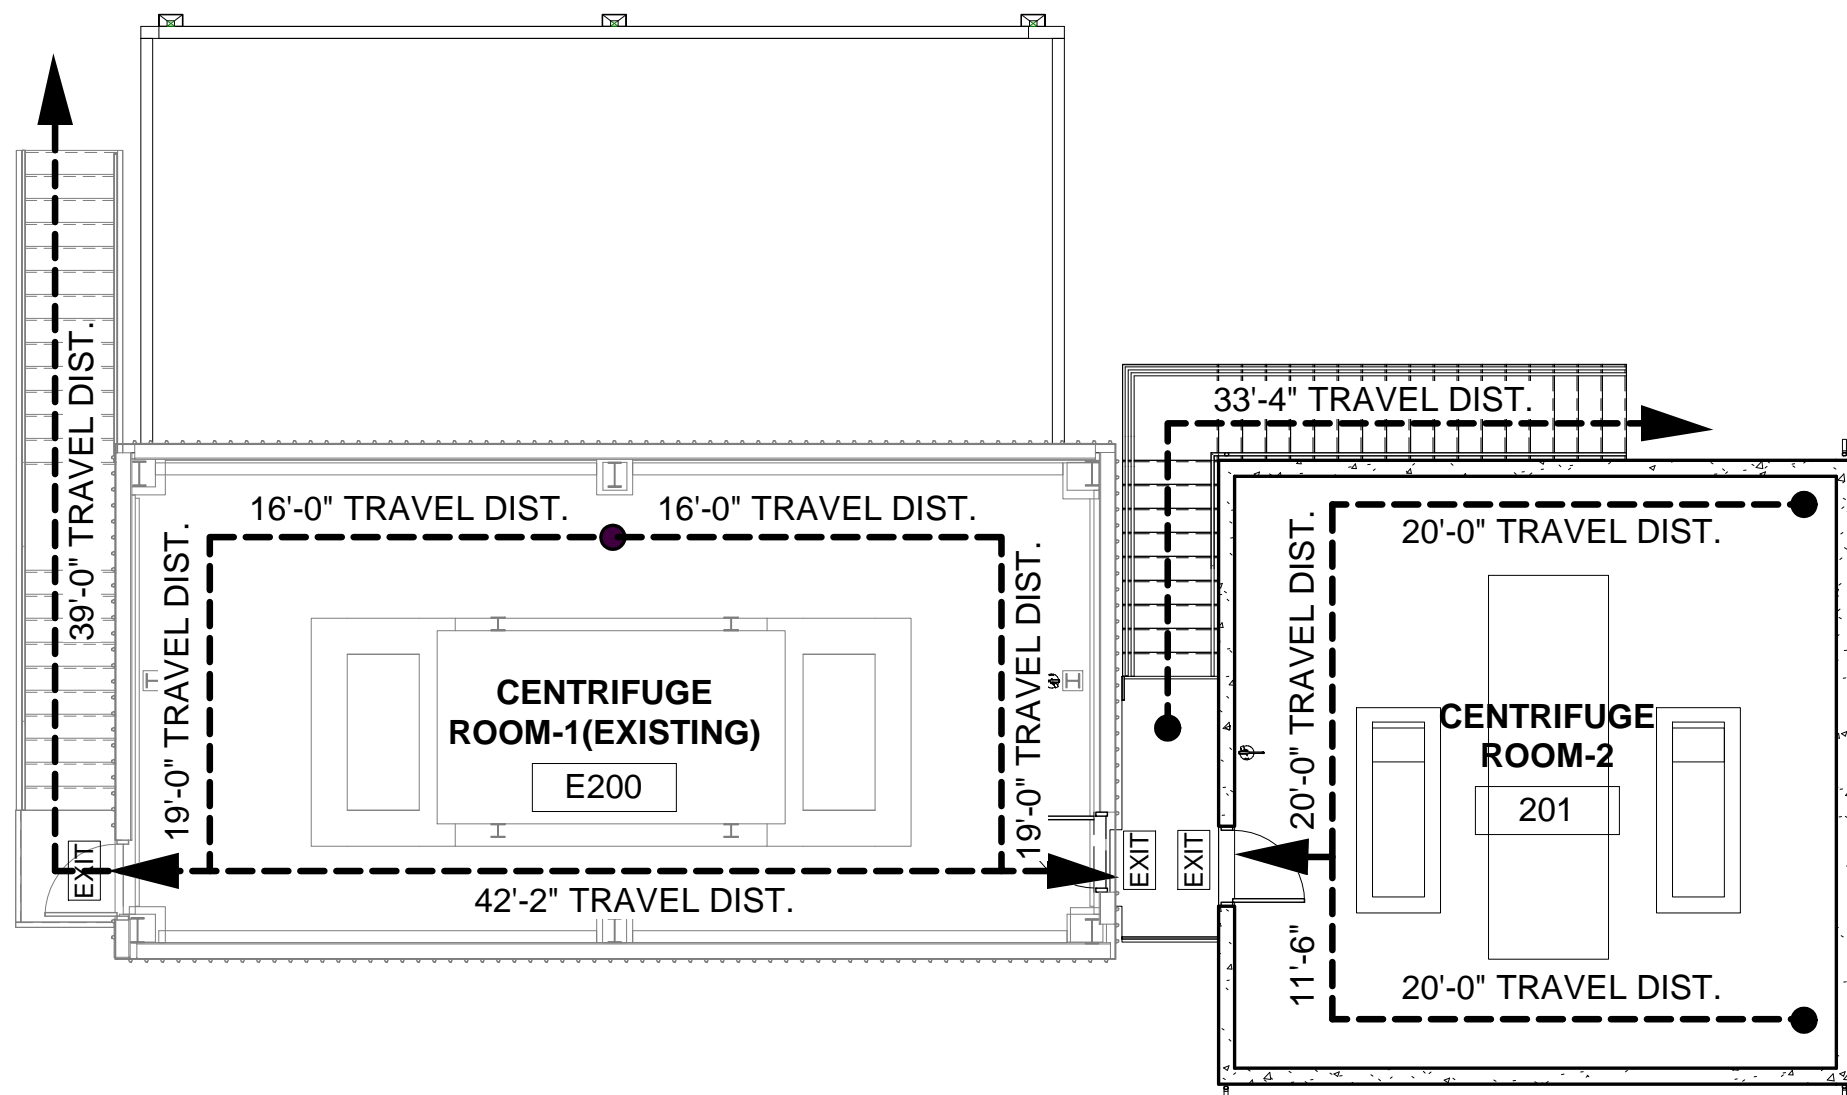 33'-4" TRAVEL DIST.
39'-0" TRAVEL DIST.
16'-0" TRAVEL DIST.
16'-0" TRAVEL DIST.
19'-0" TRAVEL DIST.
19'-0" TRAVEL DIST.
CENTRIFUGE
ROOM-1(EXISTING)
E200
42'-2" TRAVEL DIST.
EXIT
EXIT
EXIT
20'-0" TRAVEL DIST.
20'-0" TRAVEL DIST.
CENTRIFUGE
ROOM-2
201
11'-6"
20'-0" TRAVEL DIST.